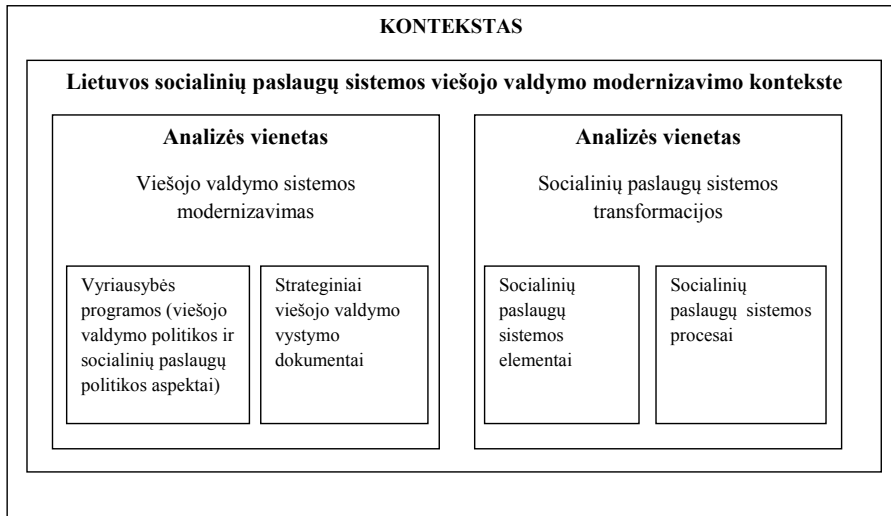 KONTEKSTAS
Lietuvos socialinių paslaugų sistemos viešojo valdymo modernizavimo kontekste
Analizės vienetas
Viešojo valdymo sistemos
modernizavimas
Vyriausybės
programos (viešojo
valdymo politikos ir
socialinių paslaugų
politikos aspektai)
Strateginiai
viešojo valdymo
vystymo
dokumentai
Analizės vienetas
Socialinių paslaugų sistemos
transformacijos
Socialinių
paslaugų
sistemos
elementai
Socialinių
paslaugų sistemos
procesai